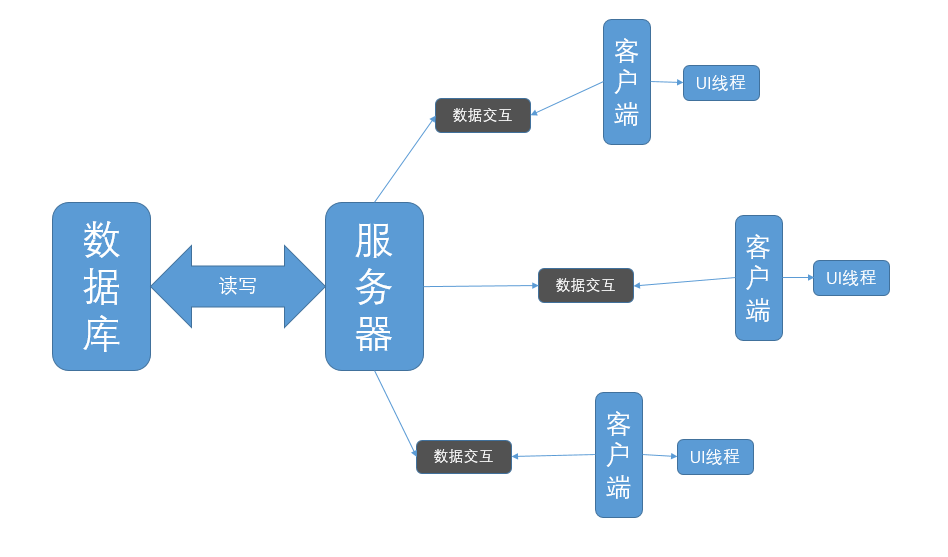 数据库
读写
服务器
数据交互
客户端
UI线程
数据交互
客户端
UI线程
数据交互
客户端
UI线程